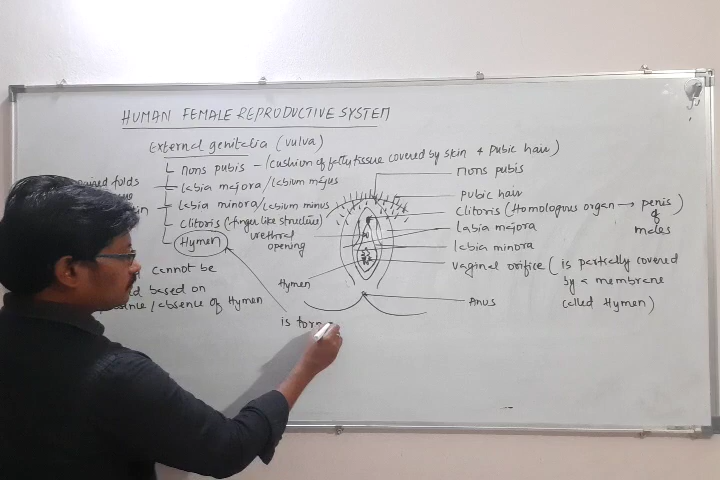 HUMAN FEMALE REPRODUCTIVE SYSTEM
External genitalia (vulva)
mons pubis – (cushion of fatty tissue covered by skin + pubic hair)
labia majora / labium majus
labia minora / labium minus
clitoris (finger like structure)
Hymen
folds
cannot be
based on
/absence of Hymen
urethral
opening
Hymen
is torn
mons pubis
pubic hair
clitoris (Homologous organ → penis)
of
males
labia majora
labia minora
vaginal orifice (is partially covered
by a membrane
called Hymen)
Anus